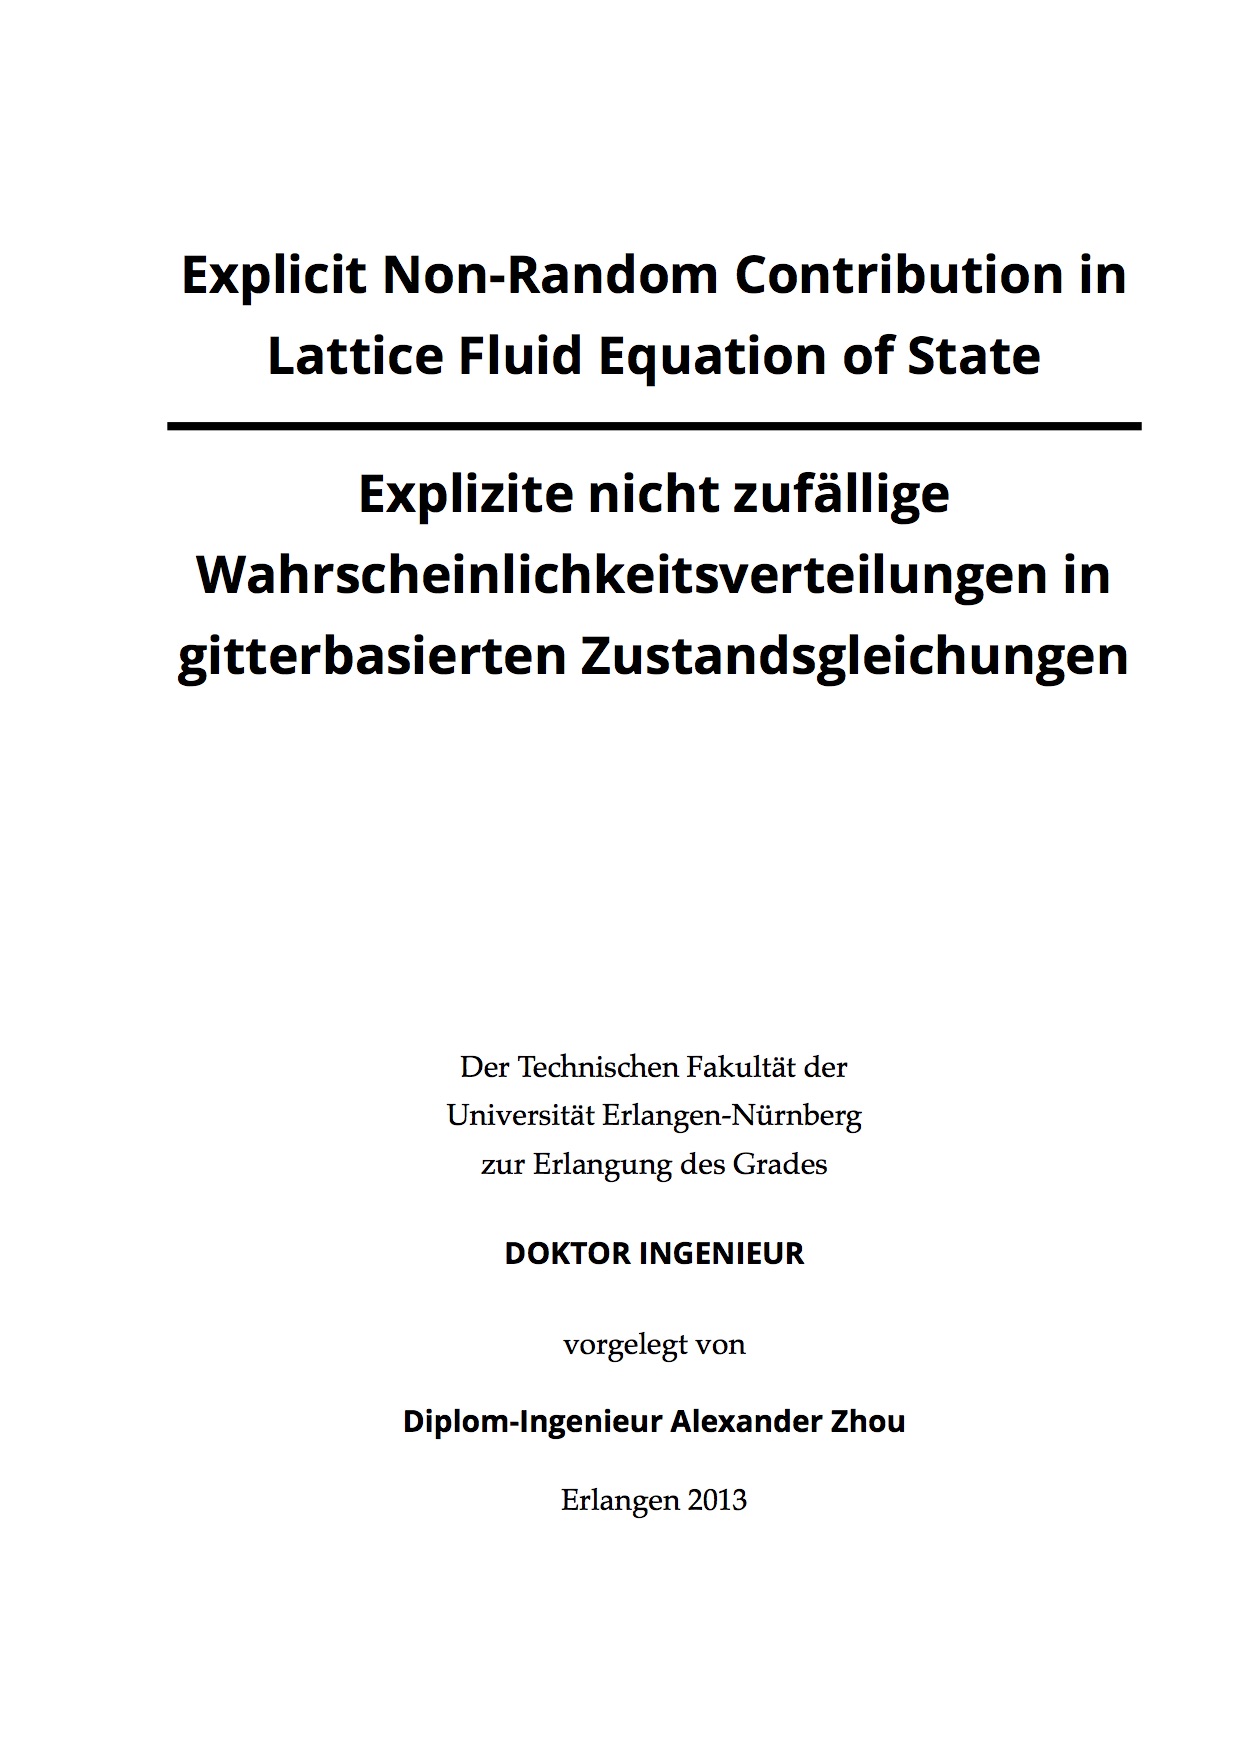 Explicit Non-Random Contribution in
Lattice Fluid Equation of State
Explizite nicht zufällige
Wahrscheinlichkeitsverteilungen in
gitterbasierten Zustandsgleichungen
Der Technischen Fakultät der
Universität Erlangen-Nürnberg
zur Erlangung des Grades
DOKTOR INGENIEUR
vorgelegt von
Diplom-Ingenieur Alexander Zhou
Erlangen 2013